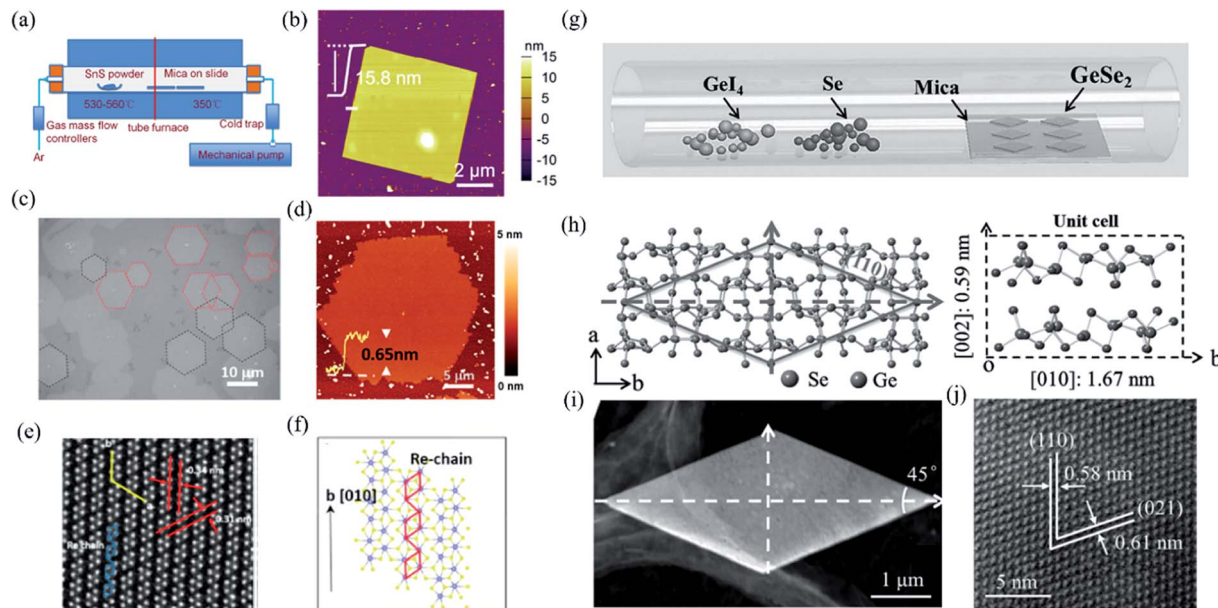 (a)
SnS powder
Mica on slide
530-560℃
350℃
Gas mass flow
controllers
tube furnace
Cold trap
Ar
Mechanical pump
(b)
15.8 nm
2 μm
nm
15
10
5
0
-5
-10
-15
(c)
10 μm
(d)
0.65nm
5 μm
5 nm
0 nm
(e)
b
a
0.34 nm
0.31 nm
Re chain
(f)
Re-chain
b [010]
(g)
GeI₄
Se
Mica
GeSe₂
(h)
(110)
a
b
Se
Ge
Unit cell
[002]: 0.59 nm
o
b
[010]: 1.67 nm
(i)
45°
1 μm
(j)
(110)
0.58 nm
(021)
0.61 nm
5 nm